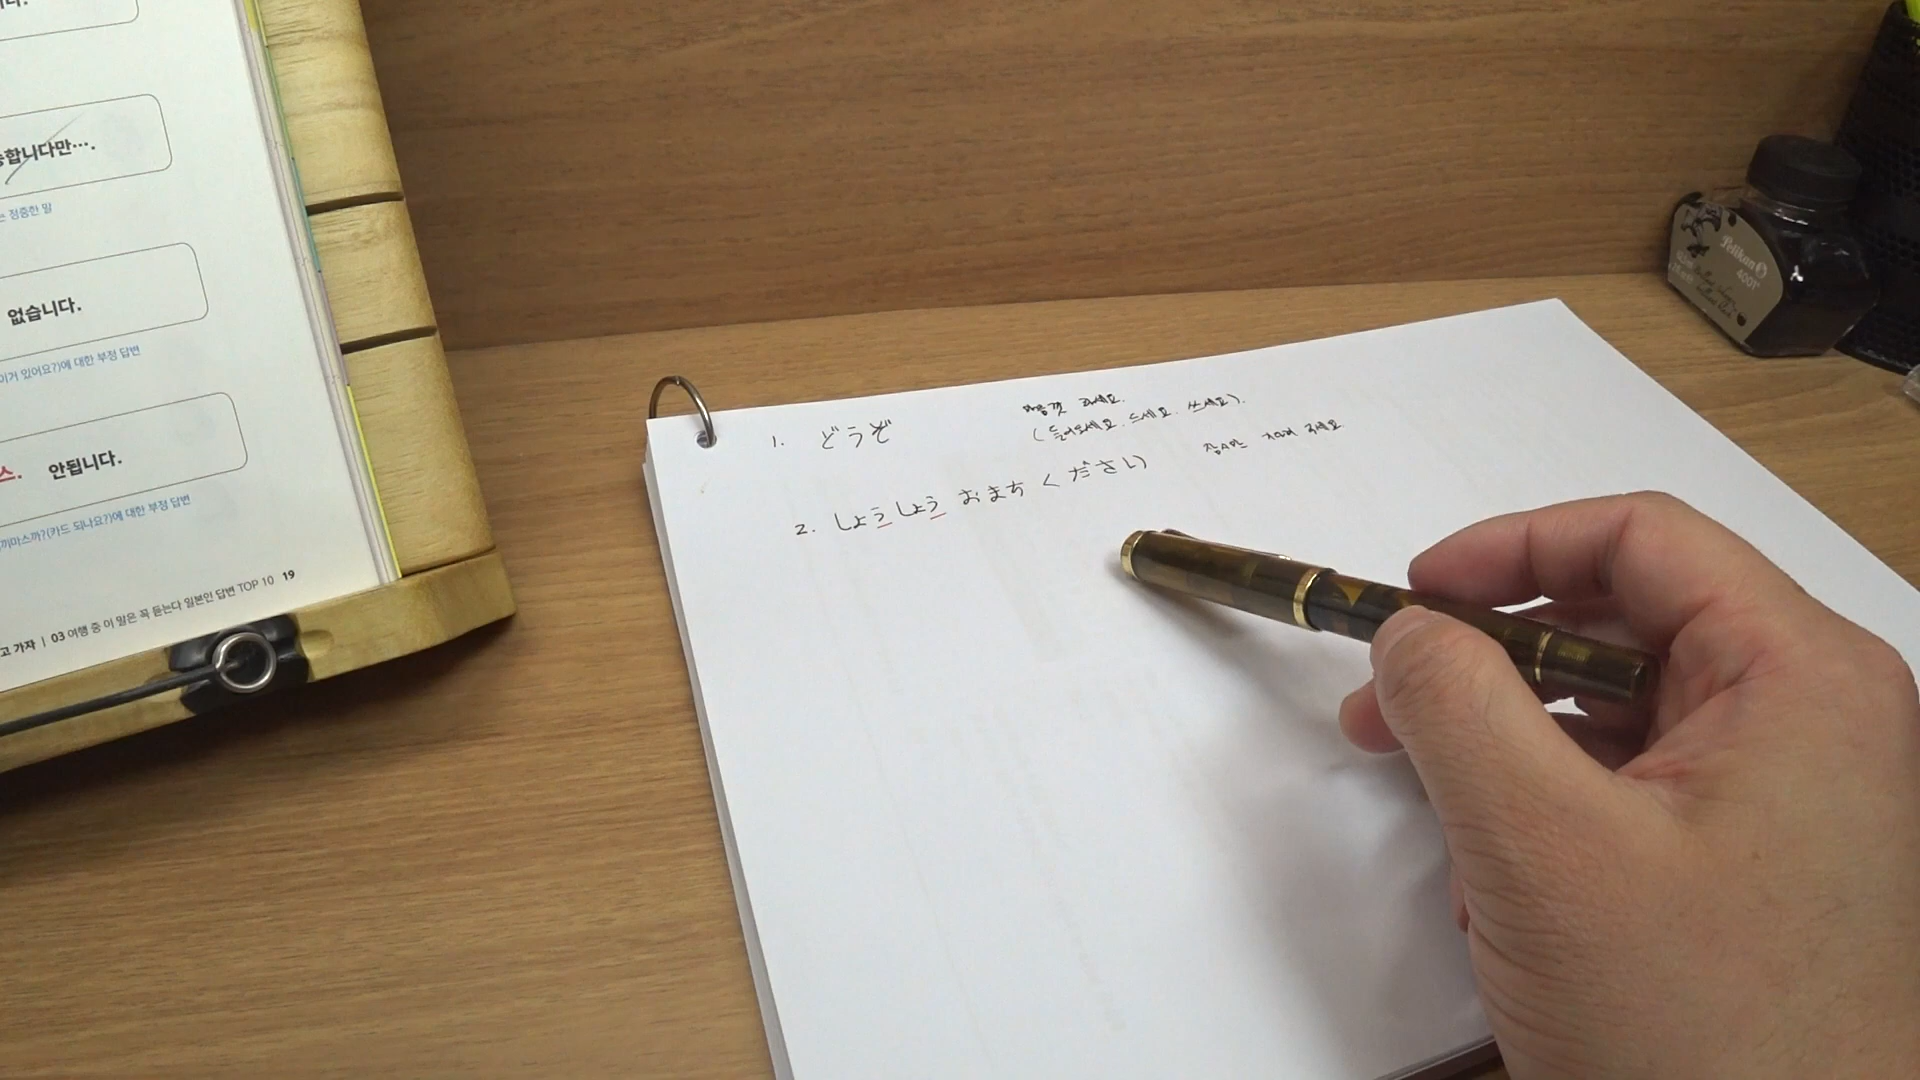 합니다만….
는 정중한 말
없습니다.
이거 있어요?)에 대한 부정 답변
스. 안됩니다.
끼마스까?(카드 되나요?)에 대한 부정 답변
고 가자 | 03 여행 중 이 말은 꼭 듣는다 일본인 답변 TOP 10 19
1. どうぞ 마음껏 하세요.
(들어오세요. 드세요. 쓰세요).
2. しょうしょう おまち ください 잠시만 기다려 주세요
Pelikan
4001